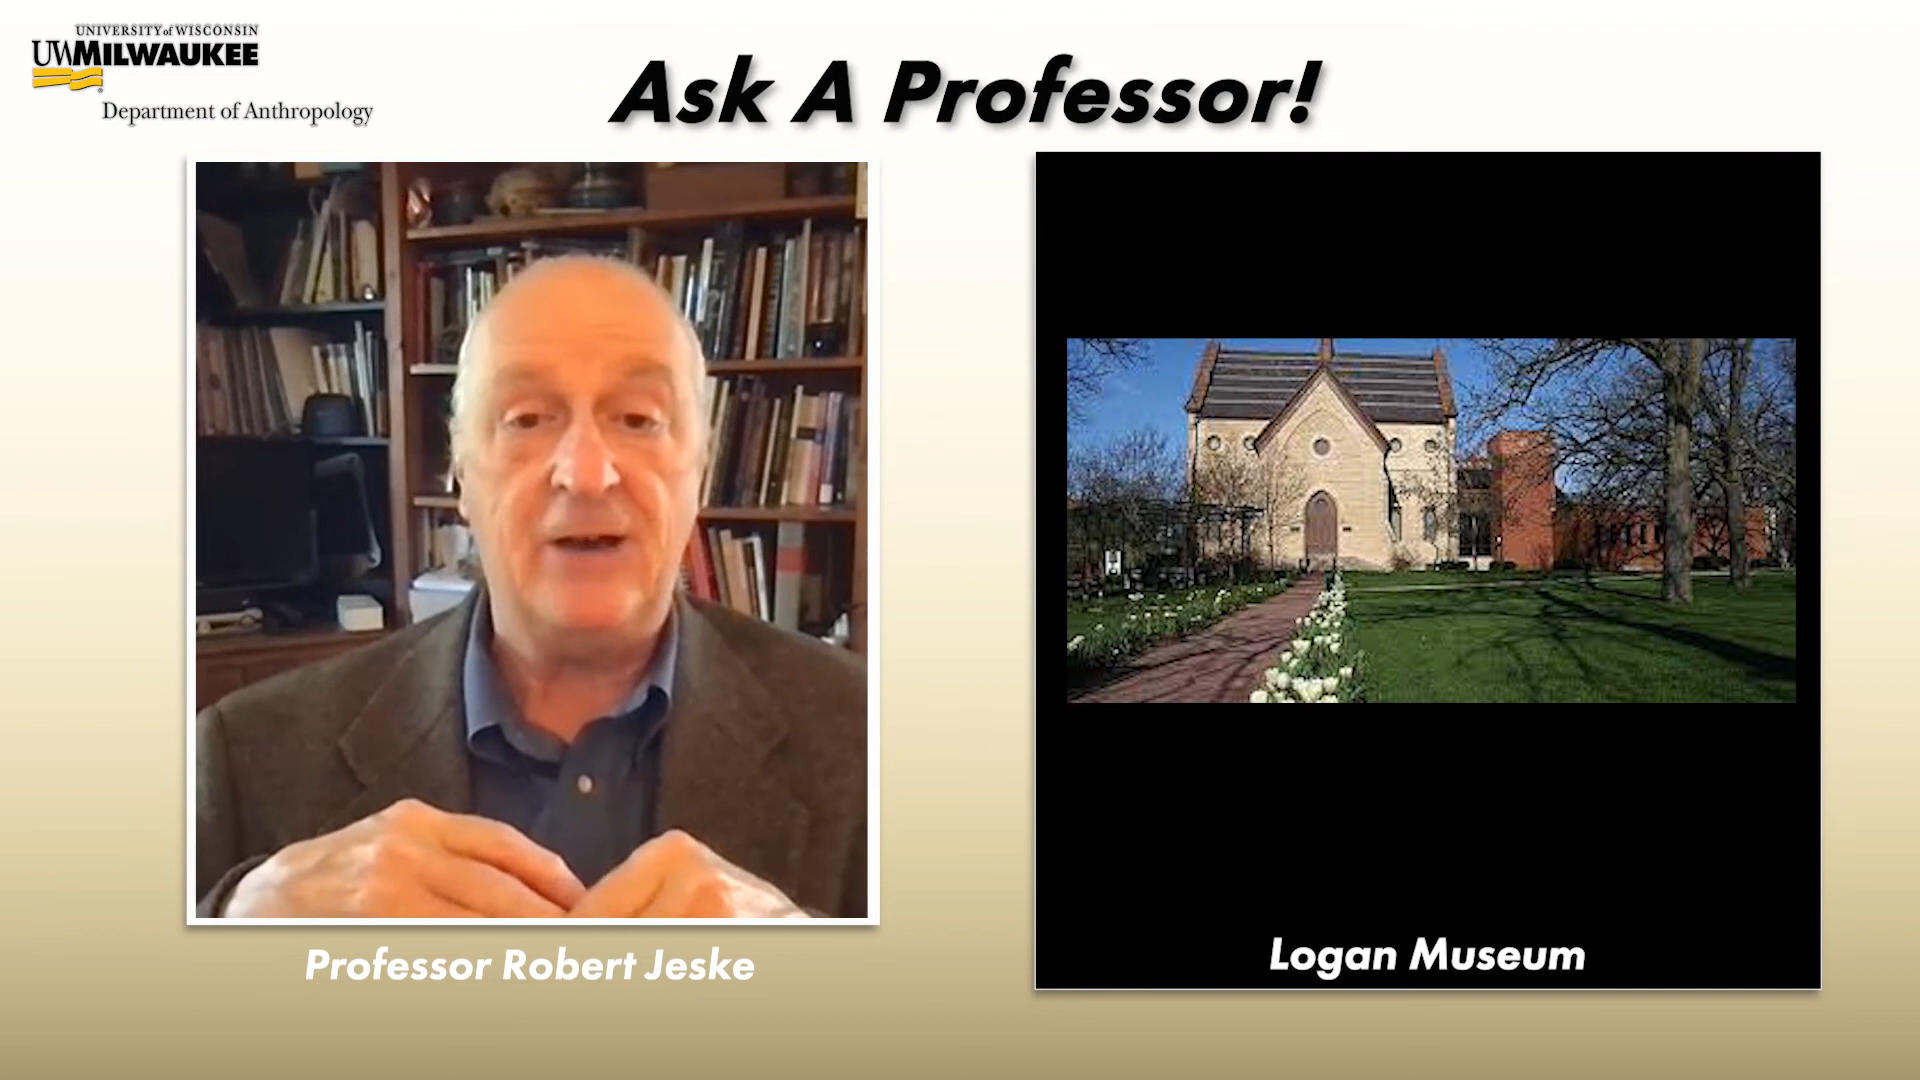 UNIVERSITY of WISCONSIN
UWMILWAUKEE
Department of Anthropology
Ask A Professor!
Professor Robert Jeske
Logan Museum